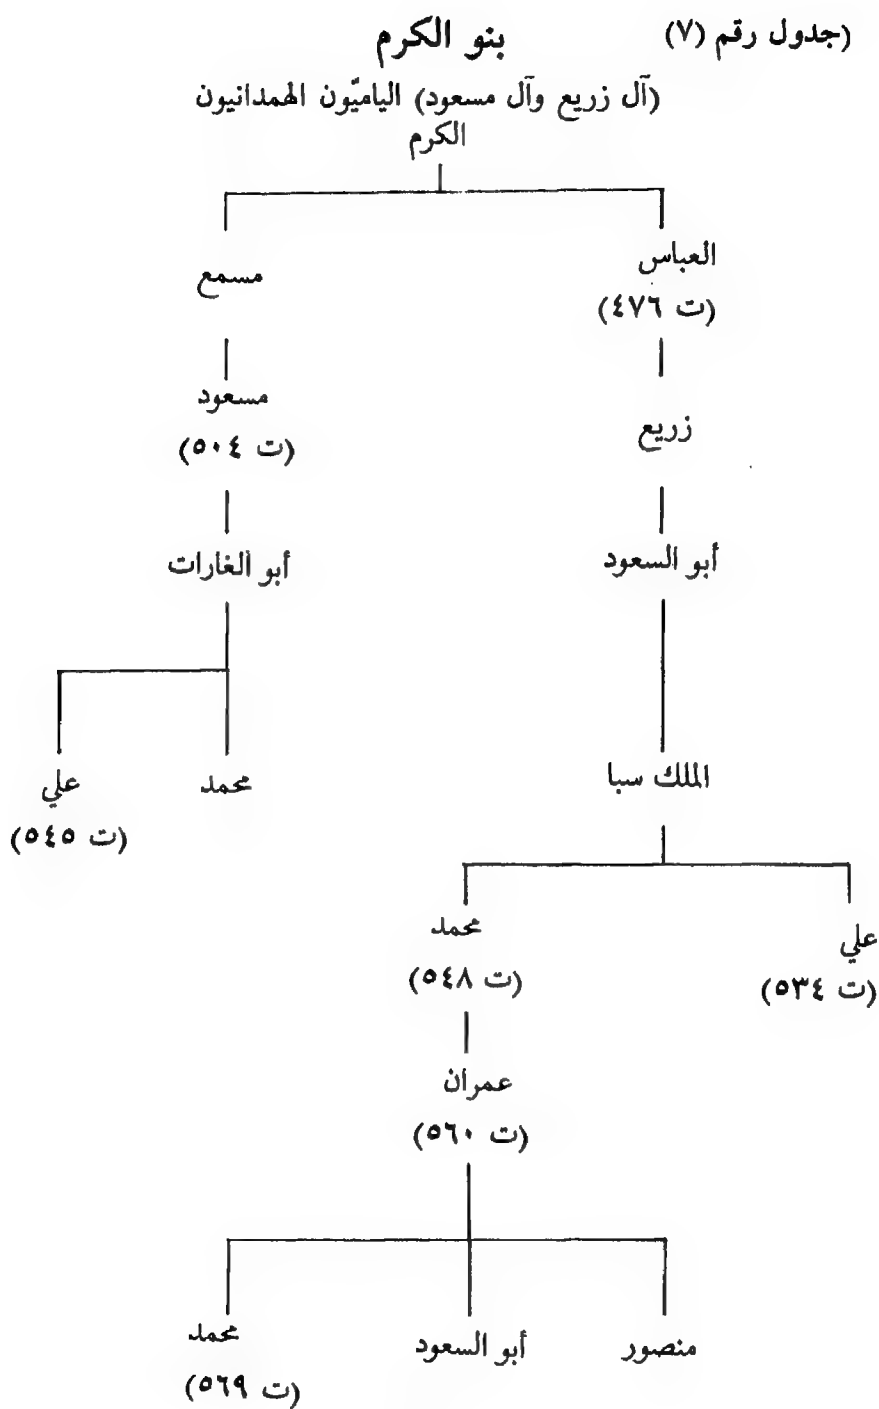 (جدول رقم (٧)
بنو الكرم
(آل زريع وآل مسعود) الياميّون الهمدانيون
الكرم
العباس
(ت ٤٧٦)
مسمع
زريع
مسعود
(ت ٥٠٤)
أبو السعود
أبو الغارات
الملك سبا
محمد
علي
(ت ٥٤٥)
علي
(ت ٥٣٤)
محمد
(ت ٥٤٨)
عمران
(ت ٥٦٠)
منصور
أبو السعود
محمد
(ت ٥٦٩)